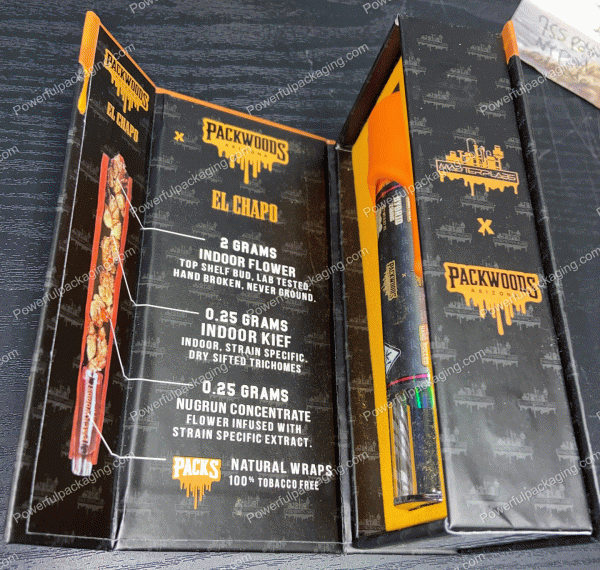 PACKWOODS
EL CHAPO
X
PACKWOODS
ARIZONA
EL CHAPO
2 GRAMS
INDOOR FLOWER
TOP SHELF BUD, LAB TESTED.
HAND BROKEN, NEVER GROUND.
0.25 GRAMS
INDOOR KIEF
INDOOR, STRAIN SPECIFIC.
DRY SIFTED TRICHOMES
0.25 GRAMS
NUGRUN CONCENTRATE
FLOWER INFUSED WITH
STRAIN SPECIFIC EXTRACT.
PACKS
NATURAL WRAPS
100% TOBACCO FREE
X
PACKWOODS
ARIZONA
Powerfulpackaging.com